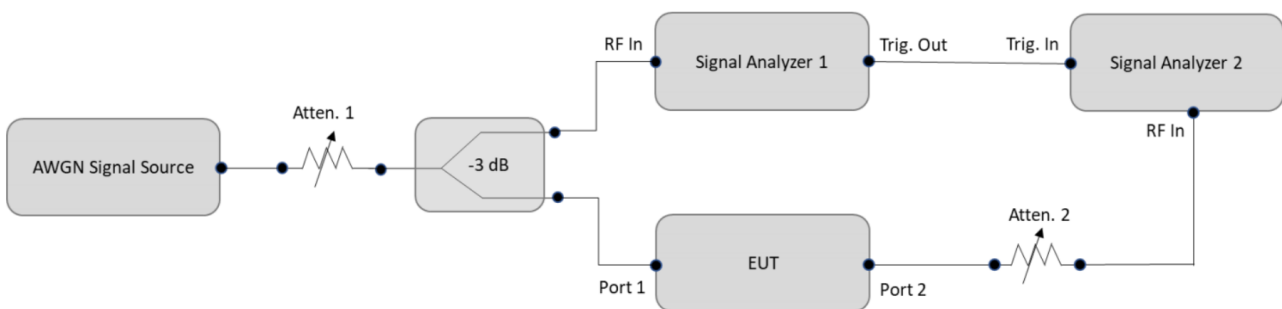 RF In
Signal Analyzer 1
Trig. Out
Trig. In
Signal Analyzer 2
RF In
Atten. 1
AWGN Signal Source
-3 dB
Atten. 2
EUT
Port 1
Port 2